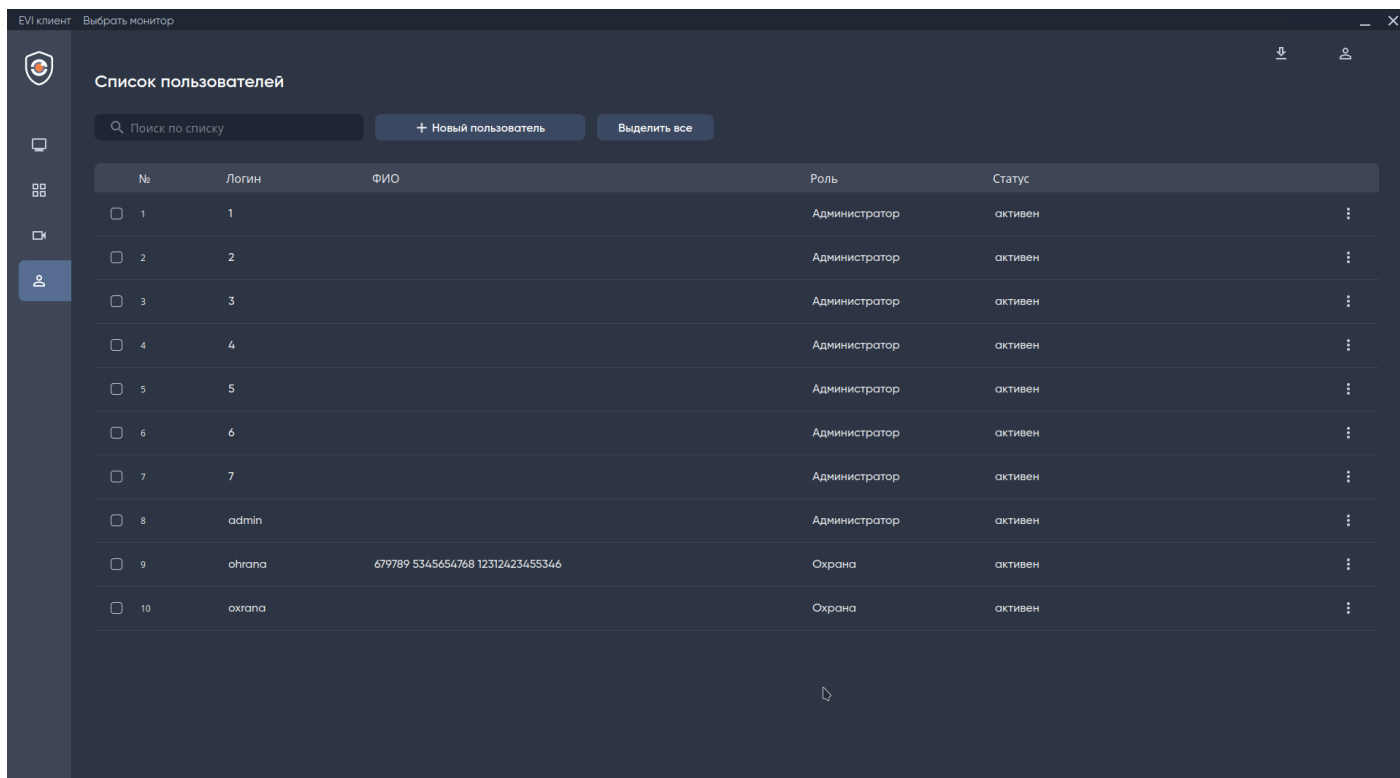 EVI клиент Выбрать монитор
Список пользователей
Поиск по списку + Новый пользователь Выделить все
№ Логин ФИО Роль Статус
1 1 Администратор активен
2 2 Администратор активен
3 3 Администратор активен
4 4 Администратор активен
5 5 Администратор активен
6 6 Администратор активен
7 7 Администратор активен
8 admin Администратор активен
9 ohrana 679789 5345654768 12312423455346 Охрана активен
10 oxrana Охрана активен